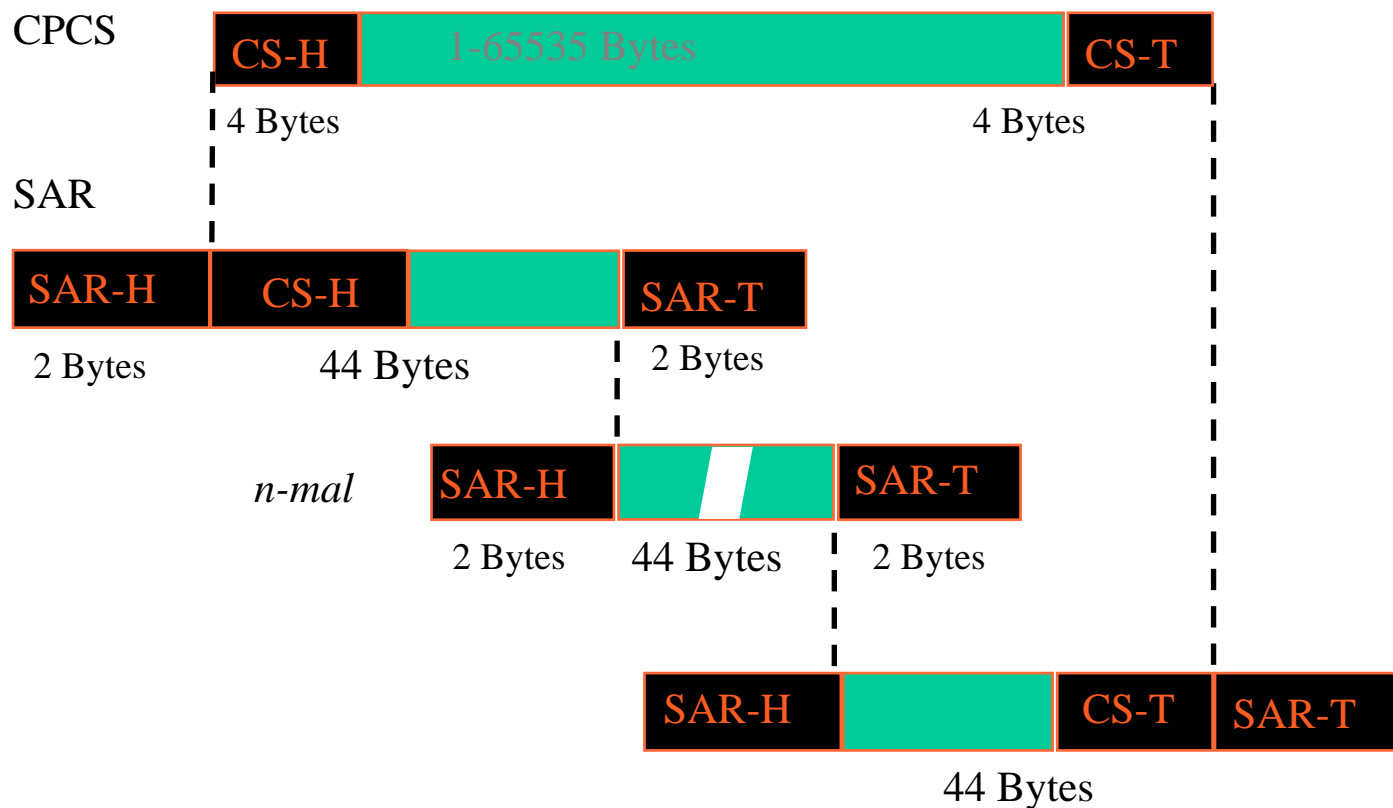 CPCS
CS-H 1-65535 Bytes CS-T
4 Bytes 4 Bytes
SAR
SAR-H CS-H SAR-T
2 Bytes 44 Bytes 2 Bytes
n-mal SAR-H SAR-T
2 Bytes 44 Bytes 2 Bytes
SAR-H CS-T SAR-T
44 Bytes